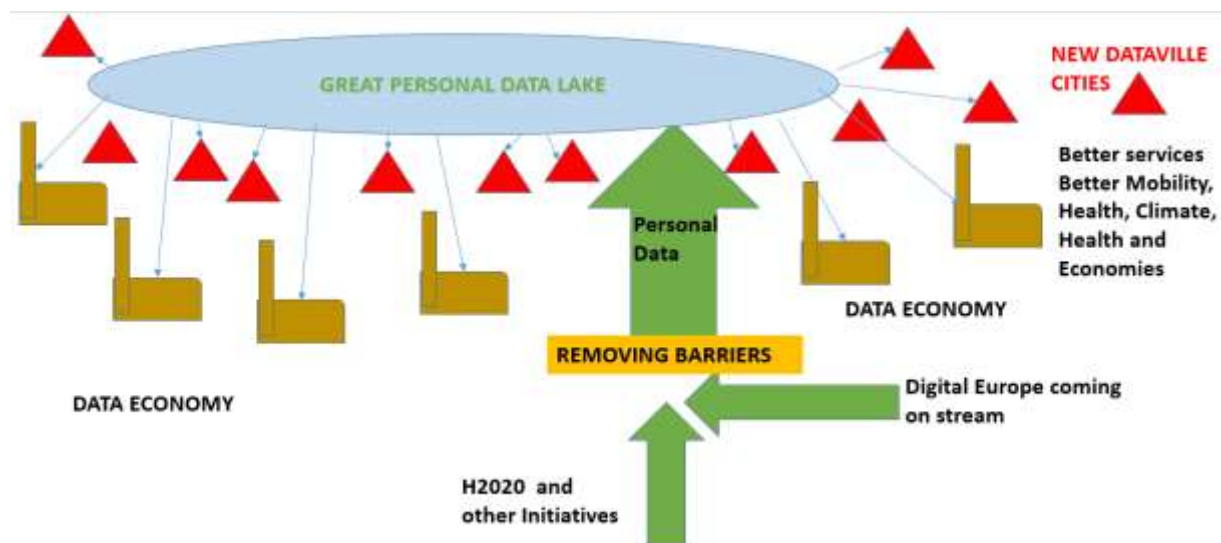 GREAT PERSONAL DATA LAKE
NEW DATAVILLE
CITIES
Better services
Better Mobility,
Health, Climate,
Health and
Economies
Personal
Data
DATA ECONOMY
REMOVING BARRIERS
DATA ECONOMY
Digital Europe coming
on stream
H2020 and
other Initiatives